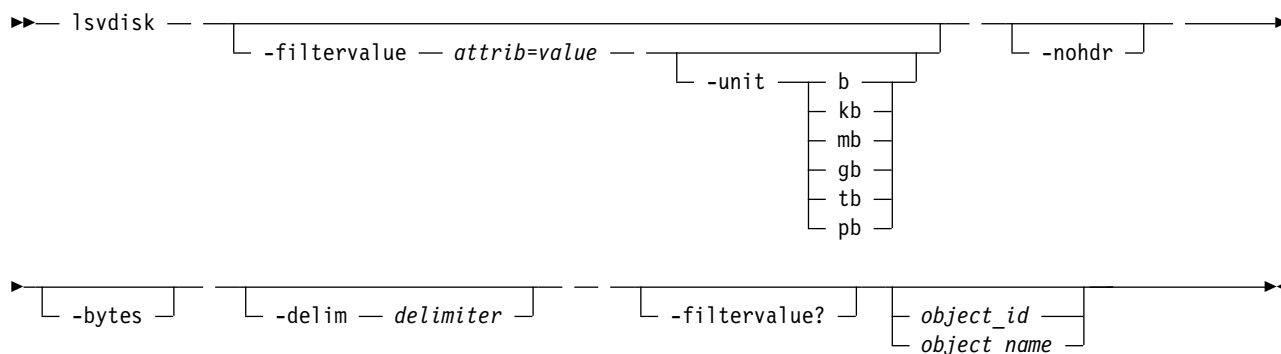 lsvdisk
-filtervalue attrib=value -nohdr
-unit b
kb
mb
gb
tb
pb
-bytes -delim delimiter -filtervalue? object_id
object_name